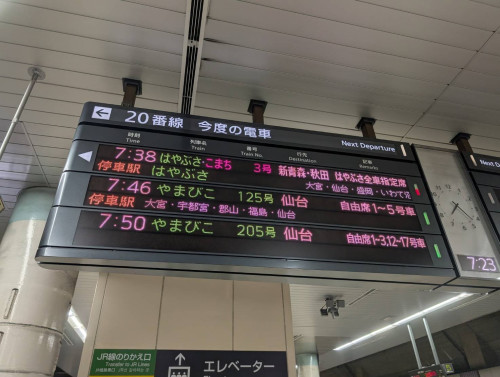 ← 20番線 今度の電車 Next Departure
時刻 列車名 番号 行先 記事
Time Train Train No. Destination Remarks
7:38 はやぶさ・こまち 3号 新青森・秋田 はやぶさ全車指定席
停車駅 はやぶさ 大宮・仙台・盛岡・いわて沼
7:46 やまびこ 125号 仙台 自由席1~5号車
停車駅 大宮・宇都宮・郡山・福島・仙台
7:50 やまびこ 205号 仙台 自由席1~3,12~17号車
Next Depart
7:23
JR線のりかえ口
Transfer to JR Lines
エレベーター